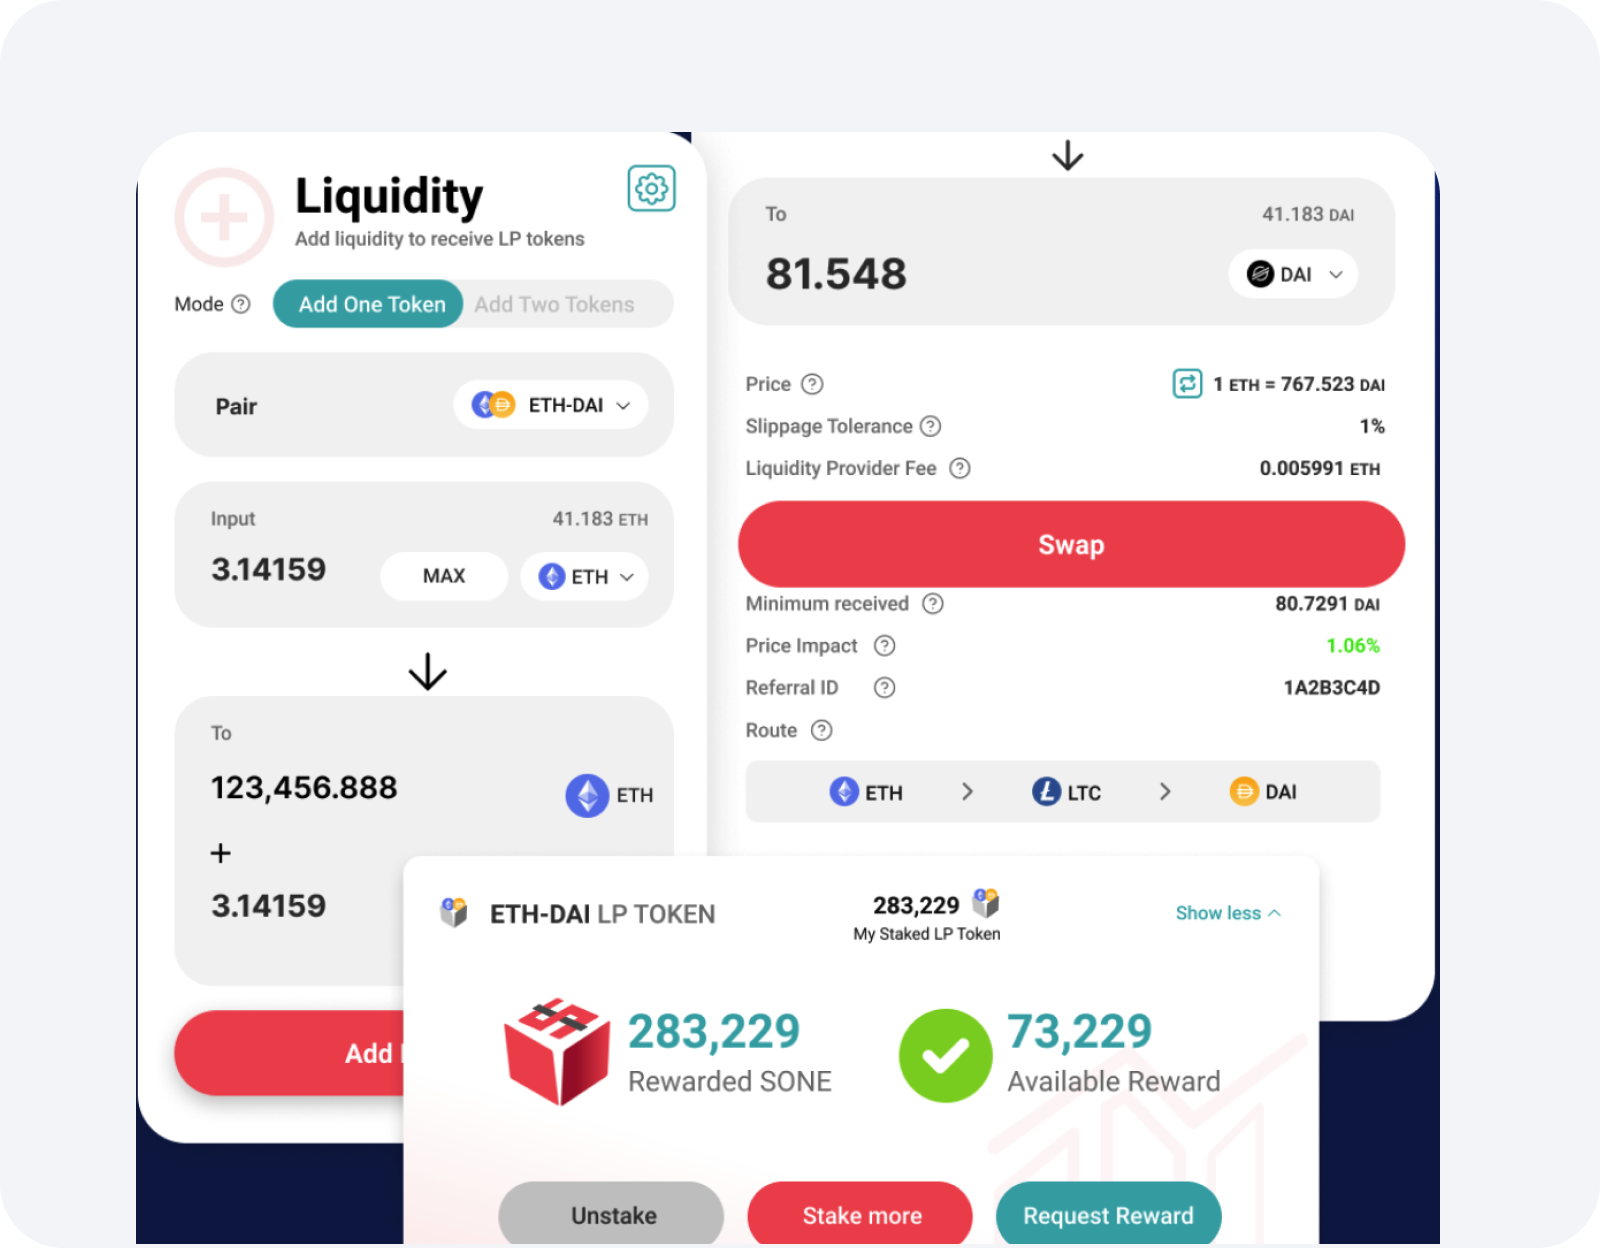 Liquidity
Add liquidity to receive LP tokens
Mode ? Add One Token Add Two Tokens
Pair ETH-DAI
Input 41.183 ETH
3.14159 MAX ETH
To
123,456.888 ETH
+
3.14159
Add
To 41.183 DAI
81.548 DAI
Price ? 1 ETH = 767.523 DAI
Slippage Tolerance ? 1%
Liquidity Provider Fee ? 0.005991 ETH
Swap
Minimum received ? 80.7291 DAI
Price Impact ? 1.06%
Referral ID ? 1A2B3C4D
Route ?
ETH > LTC > DAI
ETH-DAI LP TOKEN
283,229
My Staked LP Token
Show less
283,229
Rewarded SONE
73,229
Available Reward
Unstake Stake more Request Reward